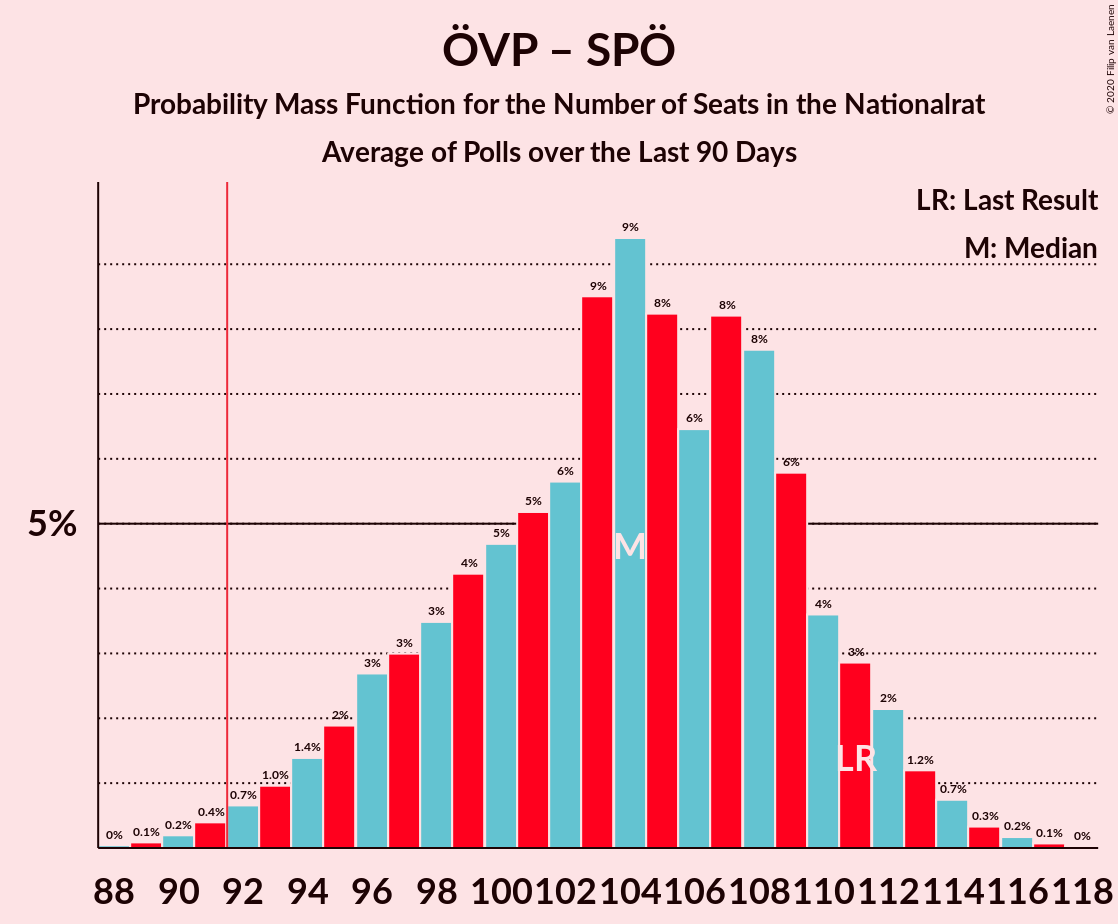 ÖVP – SPÖ
Probability Mass Function for the Number of Seats in the Nationalrat
Average of Polls over the Last 90 Days
© 2020 Filip van Laenen
LR: Last Result
M: Median
5%
0% 0.1% 0.2% 0.4% 0.7% 1.0% 1.4% 2% 3% 3% 3% 4% 5% 5% 6% 9% 9% 8% 6% 8% 8% 6% 4% 3% 2% 1.2% 0.7% 0.3% 0.2% 0.1% 0%
M
LR
88 90 92 94 96 98 100 102 104 106 108 110 112 114 116 118